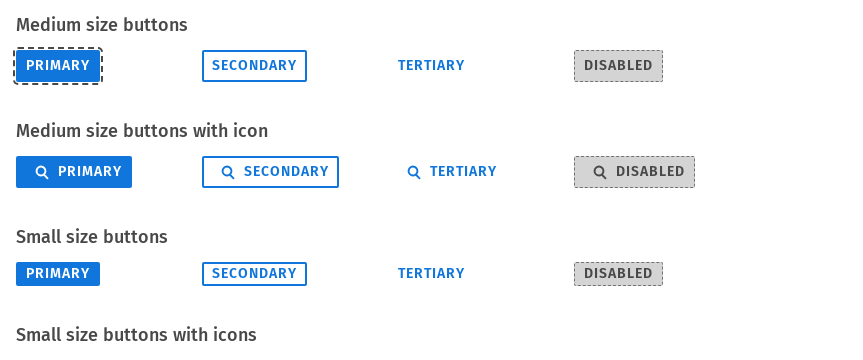 Medium size buttons
PRIMARY SECONDARY TERTIARY DISABLED
Medium size buttons with icon
PRIMARY SECONDARY TERTIARY DISABLED
Small size buttons
PRIMARY SECONDARY TERTIARY DISABLED
Small size buttons with icons